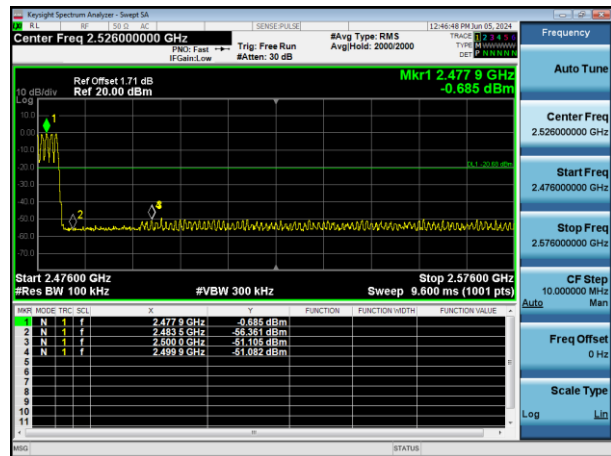 Keysight Spectrum Analyzer - Swept SA
RL RF 50 Ω AC SENSE:PULSE 12:46:48 PM Jun 05, 2024
Center Freq 2.526000000 GHz
PNO: Fast
IFGain:Low
Trig: Free Run
#Atten: 30 dB
#Avg Type: RMS
Avg|Hold: 2000/2000
TRACE 1 2 3 4 5 6
TYPE M WWWWW
DET P N N N N N
Ref Offset 1.71 dB
10 dB/div Ref 20.00 dBm
Log
Mkr1 2.477 9 GHz
-0.685 dBm
10.0
0.00
-10.0
-20.0
-30.0
-40.0
-50.0
-60.0
-70.0
1
2
3
DL1 -20.00 dBm
Start 2.47600 GHz Stop 2.57600 GHz
#Res BW 100 kHz #VBW 300 kHz Sweep 9.600 ms (1001 pts)
MKR MODE TRC SCL X Y FUNCTION FUNCTION WIDTH FUNCTION VALUE
1 N 1 f 2.477 9 GHz -0.685 dBm
2 N 1 f 2.483 5 GHz -56.361 dBm
3 N 1 f 2.500 0 GHz -51.105 dBm
4 N 1 f 2.499 9 GHz -51.082 dBm
5
6
7
8
9
10
11
MSG STATUS
Frequency
Auto Tune
Center Freq
2.526000000 GHz
Start Freq
2.476000000 GHz
Stop Freq
2.576000000 GHz
CF Step
10.000000 MHz
Auto Man
Freq Offset
0 Hz
Scale Type
Log Lin